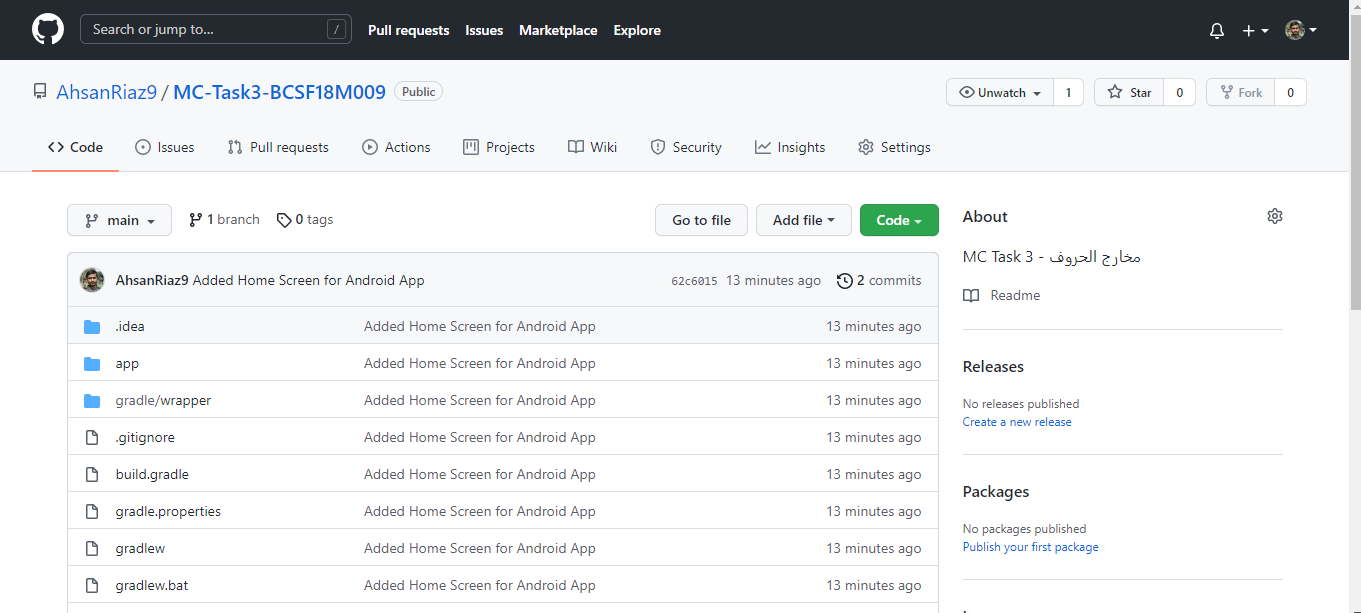 Search or jump to... / Pull requests Issues Marketplace Explore
AhsanRiaz9 / MC-Task3-BCSF18M009 Public Unwatch 1 Star 0 Fork 0
Code Issues Pull requests Actions Projects Wiki Security Insights Settings
main 1 branch 0 tags Go to file Add file Code
AhsanRiaz9 Added Home Screen for Android App 62c6015 13 minutes ago 2 commits
.idea Added Home Screen for Android App 13 minutes ago
app Added Home Screen for Android App 13 minutes ago
gradle/wrapper Added Home Screen for Android App 13 minutes ago
.gitignore Added Home Screen for Android App 13 minutes ago
build.gradle Added Home Screen for Android App 13 minutes ago
gradle.properties Added Home Screen for Android App 13 minutes ago
gradlew Added Home Screen for Android App 13 minutes ago
gradlew.bat Added Home Screen for Android App 13 minutes ago
About
MC Task 3 - مخارج الحروف
Readme
Releases
No releases published
Create a new release
Packages
No packages published
Publish your first package